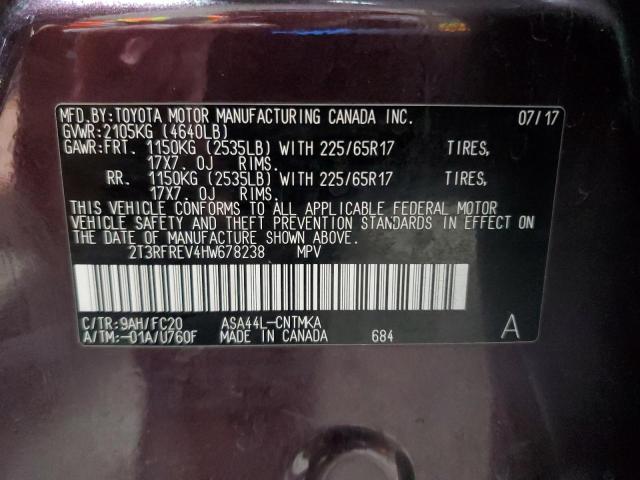 MFD.BY:TOYOTA MOTOR MANUFACTURING CANADA INC. 07/17
GVWR:2105KG (4640LB)
GAWR:FRT. 1150KG (2535LB) WITH 225/65R17 TIRES,
17X7.0J RIMS.
RR. 1150KG (2535LB) WITH 225/65R17 TIRES,
17X7.0J RIMS.
THIS VEHICLE CONFORMS TO ALL APPLICABLE FEDERAL MOTOR
VEHICLE SAFETY AND THEFT PREVENTION STANDARDS IN EFFECT ON
THE DATE OF MANUFACTURE SHOWN ABOVE.
2T3RFREV4HW678238 MPV
C/TR:9AH/FC20 ASA44L-CNTMKA
A/TM:-01A/U760F MADE IN CANADA 684 A